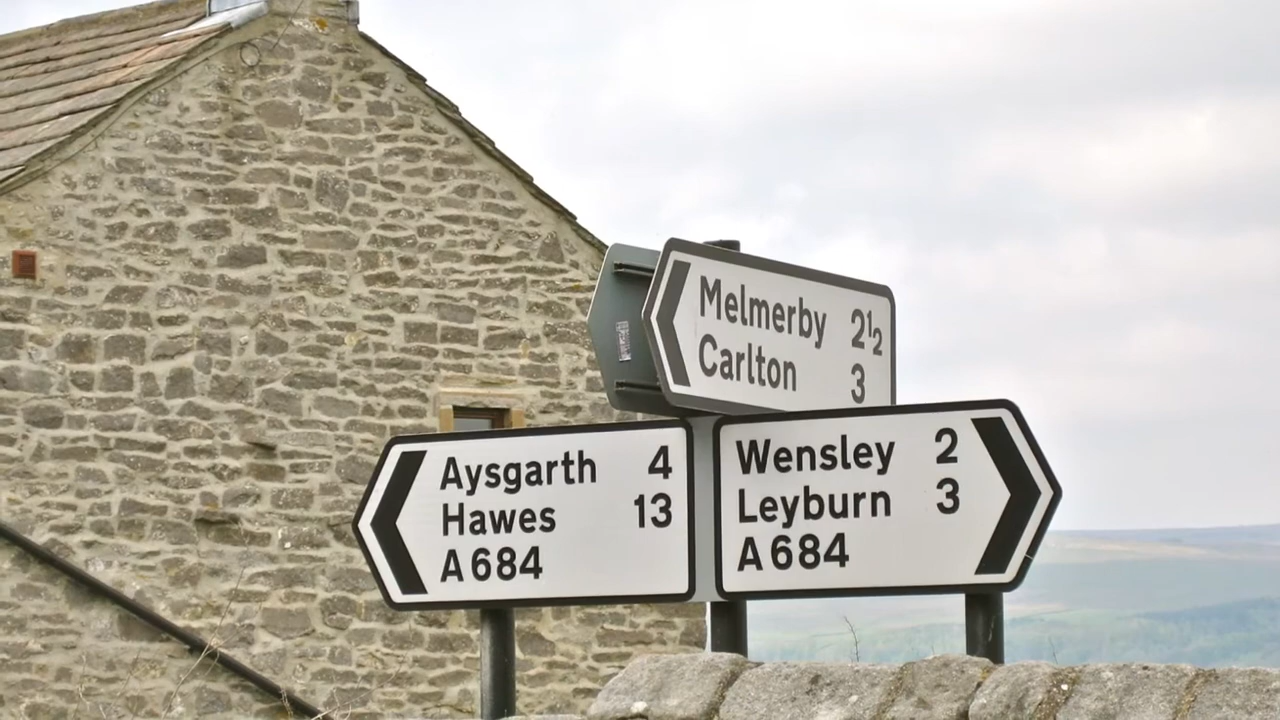 Melmerby 2½
Carlton 3
Aysgarth 4
Hawes 13
A684
Wensley 2
Leyburn 3
A684